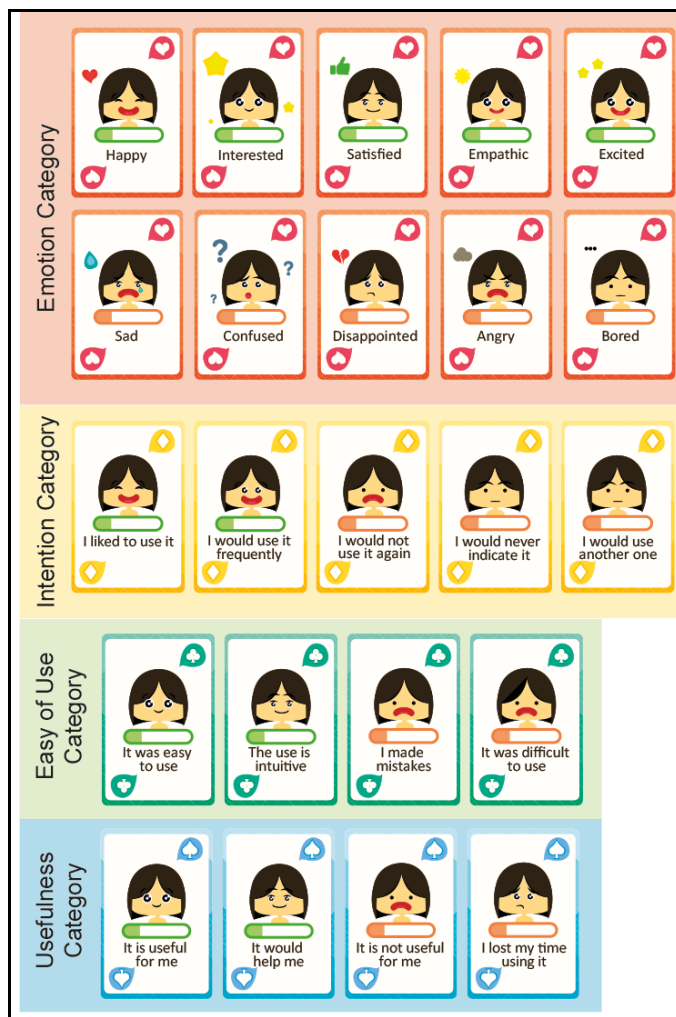 Emotion Category
Happy
Interested
Satisfied
Empathic
Excited
? ? ?
Sad
Confused
Disappointed
Angry
Bored
Intention Category
I liked to use it
I would use it
frequently
I would not
use it again
I would never
indicate it
I would use
another one
Easy of Use
Category
It was easy
to use
The use is
intuitive
I made
mistakes
It was difficult
to use
Usefulness
Category
It is useful
for me
It would
help me
It is not useful
for me
I lost my time
using it